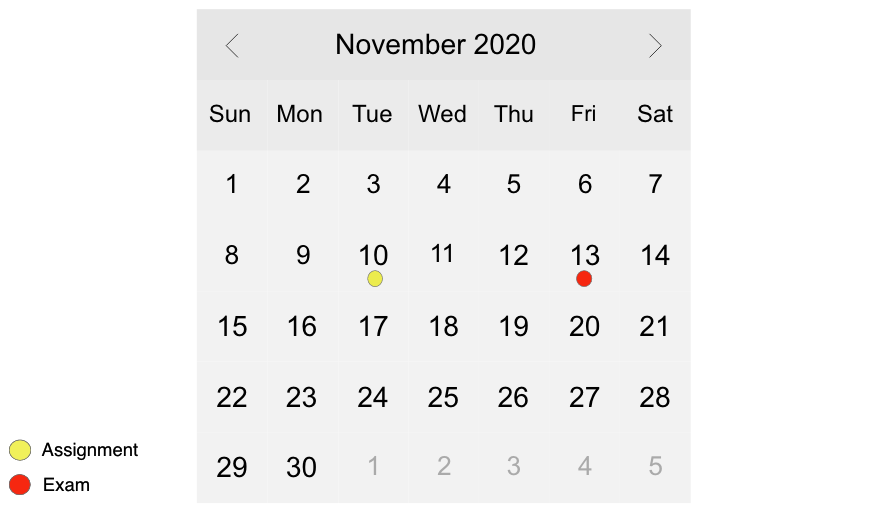 November 2020
Sun Mon Tue Wed Thu Fri Sat
1 2 3 4 5 6 7
8 9 10 11 12 13 14
15 16 17 18 19 20 21
22 23 24 25 26 27 28
29 30 1 2 3 4 5
Assignment
Exam